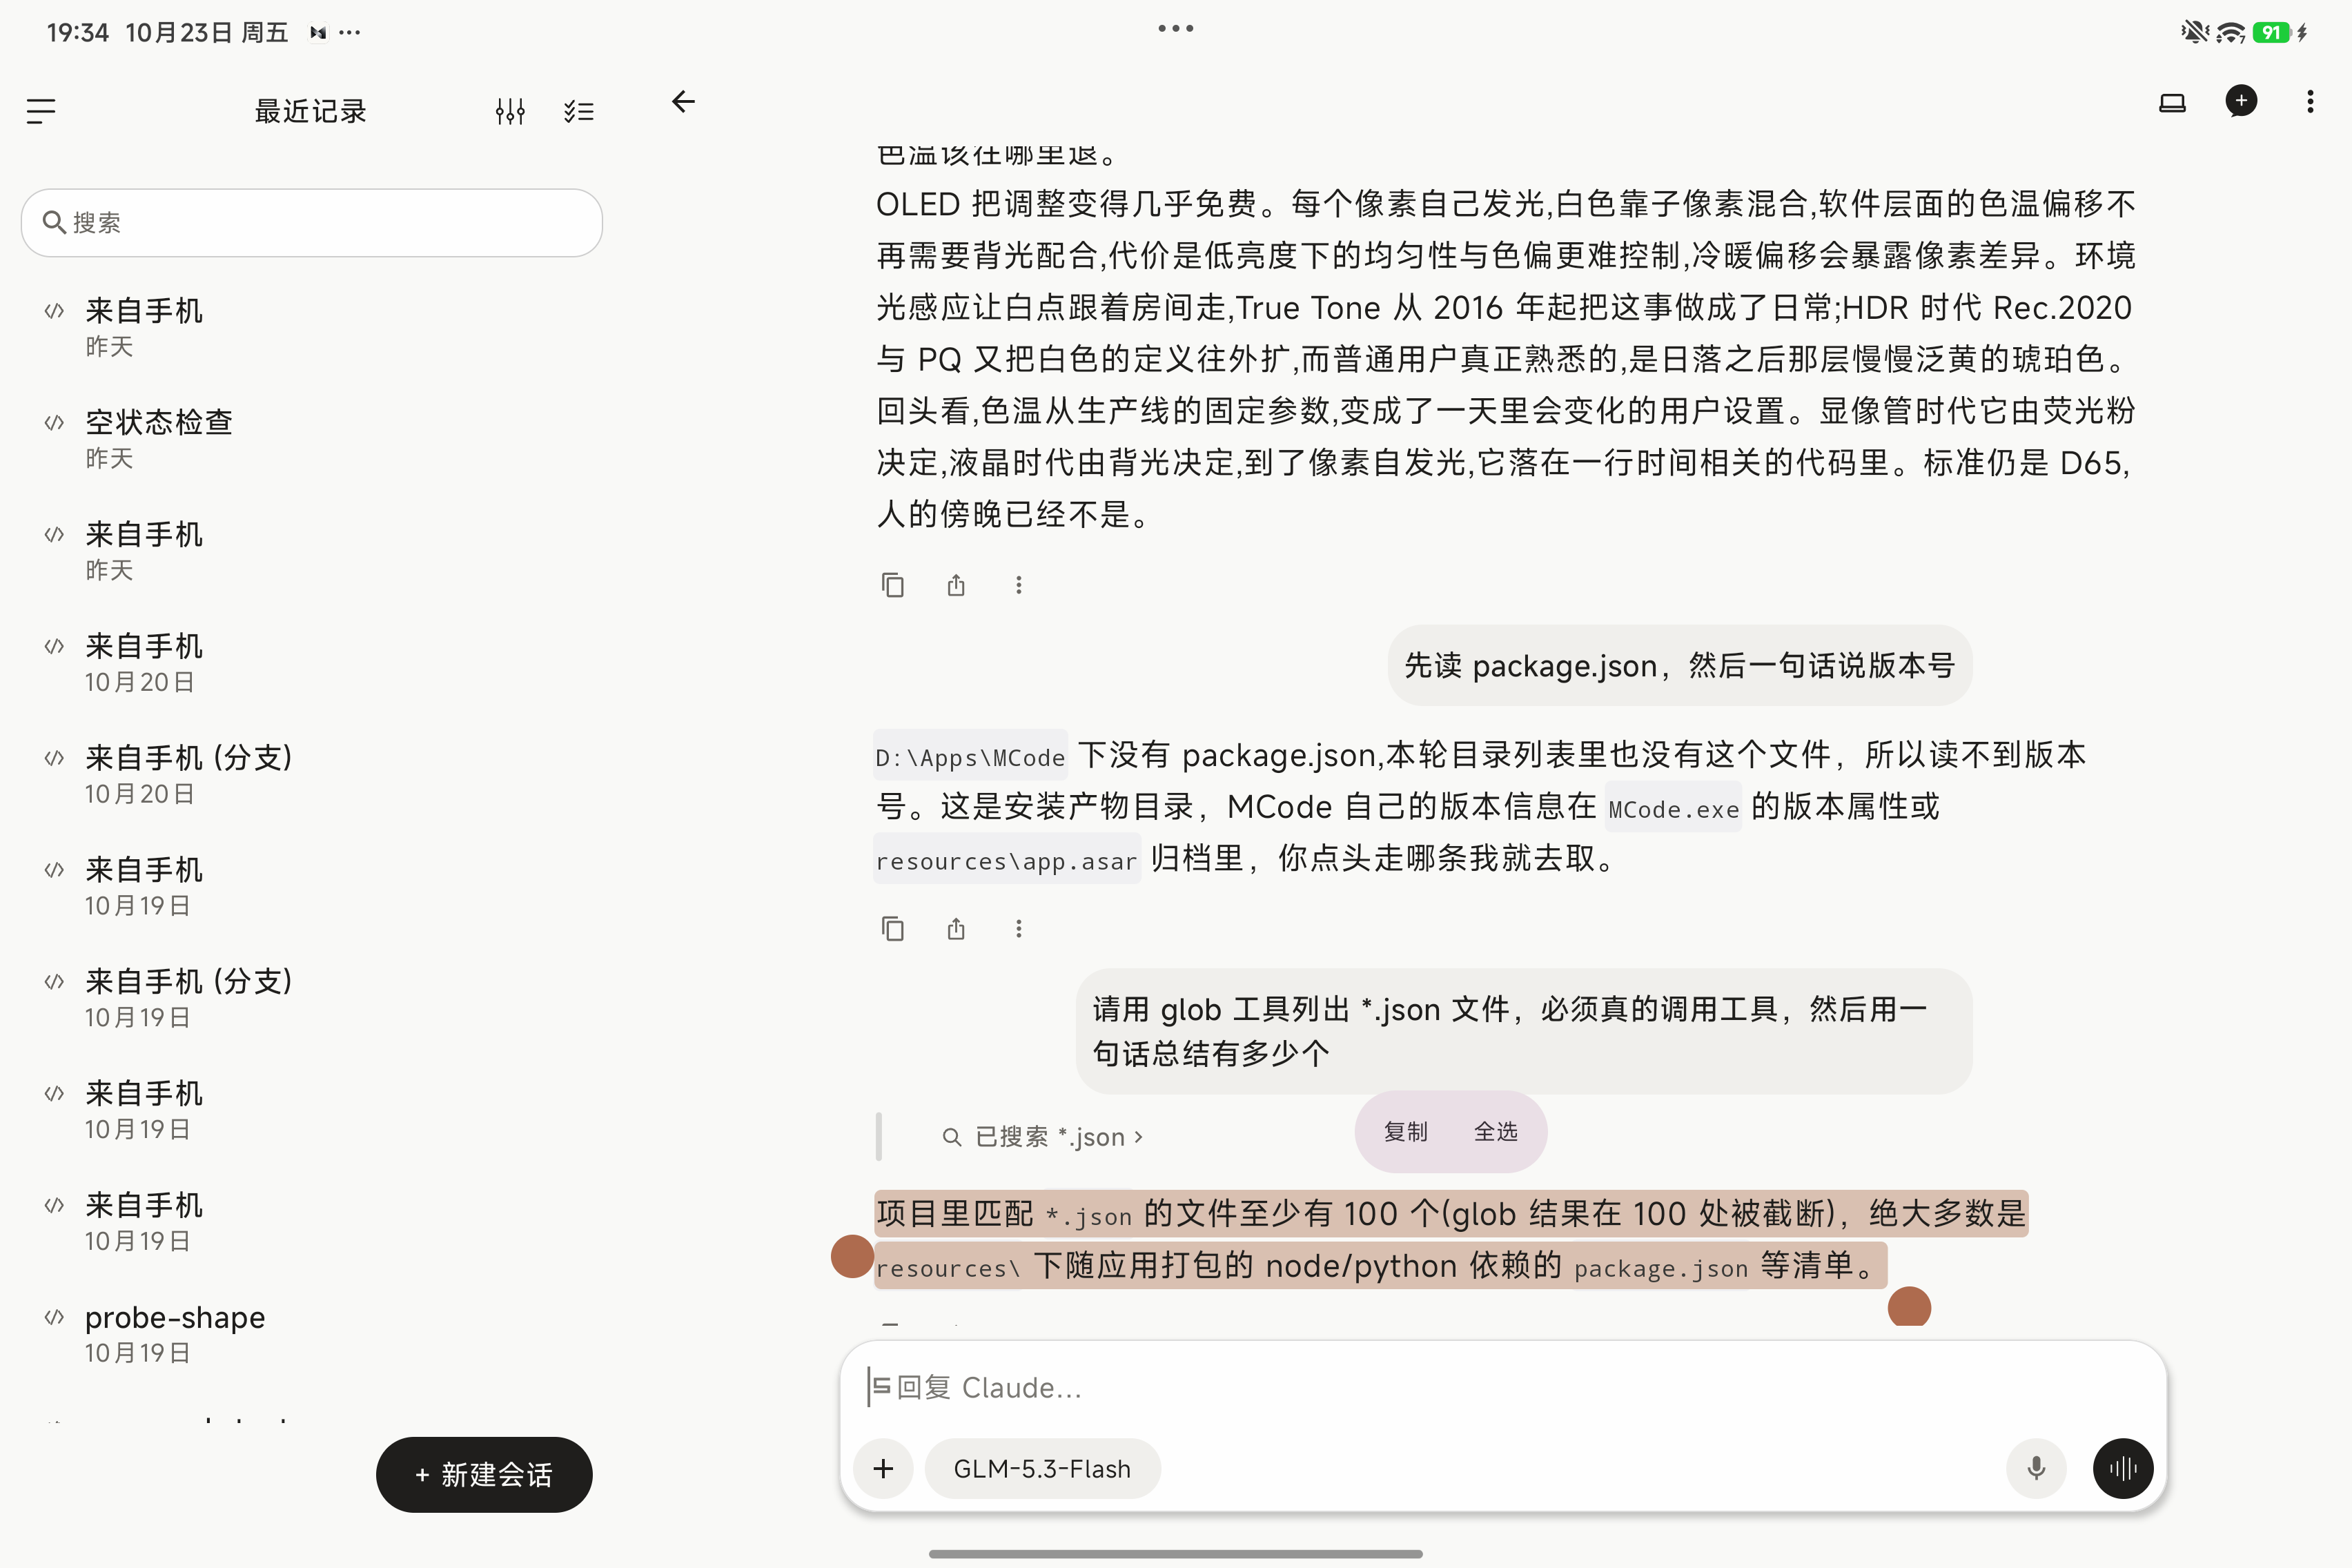 19:34 10月23日 周五
91
最近记录
搜索
来自手机
昨天
空状态检查
昨天
来自手机
昨天
来自手机
10月20日
来自手机 (分支)
10月20日
来自手机
10月19日
来自手机 (分支)
10月19日
来自手机
10月19日
来自手机
10月19日
probe-shape
10月19日
+ 新建会话
色温该在哪里退。
OLED 把调整变得几乎免费。每个像素自己发光,白色靠子像素混合,软件层面的色温偏移不
再需要背光配合,代价是低亮度下的均匀性与色偏更难控制,冷暖偏移会暴露像素差异。环境
光感应让白点跟着房间走,True Tone 从 2016 年起把这事做成了日常;HDR 时代 Rec.2020
与 PQ 又把白色的定义往外扩,而普通用户真正熟悉的,是日落之后那层慢慢泛黄的琥珀色。
回头看,色温从生产线的固定参数,变成了一天里会变化的用户设置。显像管时代它由荧光粉
决定,液晶时代由背光决定,到了像素自发光,它落在一行时间相关的代码里。标准仍是 D65,
人的傍晚已经不是。
先读 package.json，然后一句话说版本号
D:\Apps\MCode 下没有 package.json,本轮目录列表里也没有这个文件，所以读不到版本
号。这是安装产物目录，MCode 自己的版本信息在 MCode.exe 的版本属性或
resources\app.asar 归档里，你点头走哪条我就去取。
请用 glob 工具列出 *.json 文件，必须真的调用工具，然后用一
句话总结有多少个
已搜索 *.json
复制 全选
项目里匹配 *.json 的文件至少有 100 个(glob 结果在 100 处被截断)，绝大多数是
resources\ 下随应用打包的 node/python 依赖的 package.json 等清单。
回复 Claude...
GLM-5.3-Flash